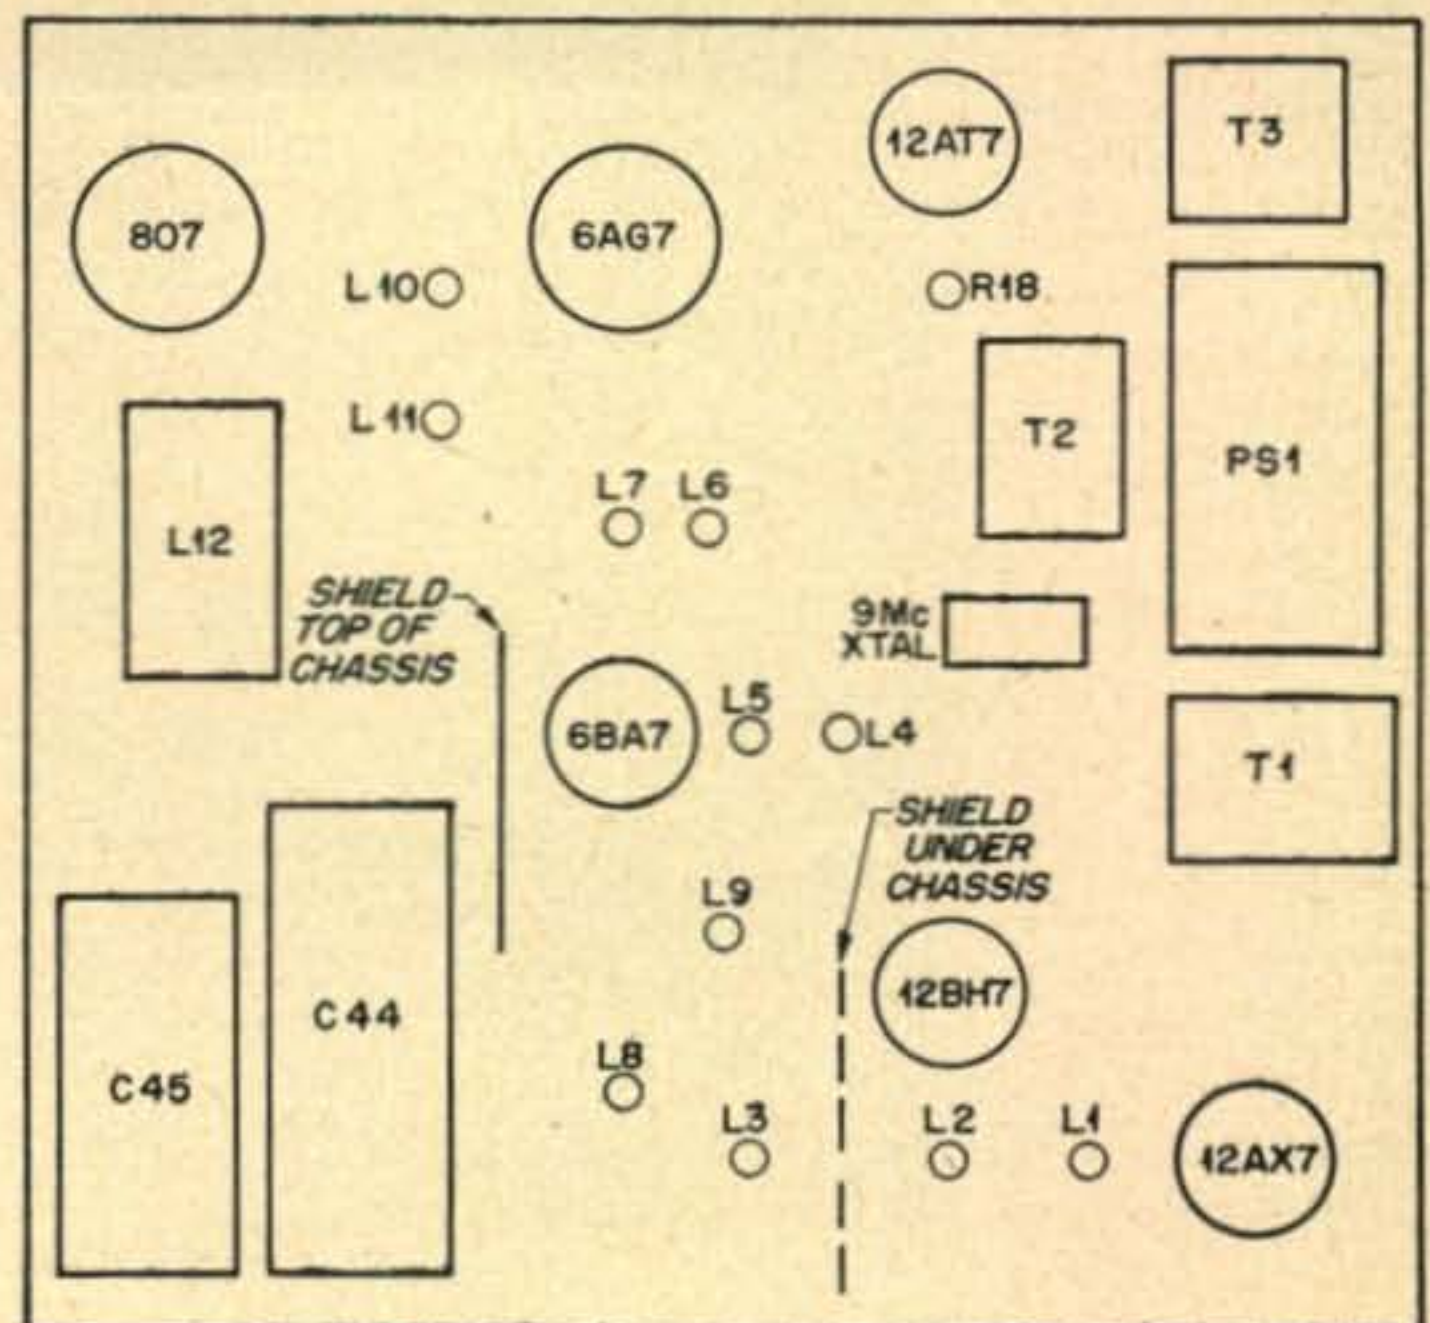 12AT7
T3
807
6AG7
L10
R18
L11
T2
PS1
L7 L6
L12
SHIELD
TOP OF
CHASSIS
9Mc
XTAL
L5
6BA7
L4
T1
SHIELD
UNDER
CHASSIS
L9
12BH7
C44
L8
C45
L3
L2
L1
12AX7